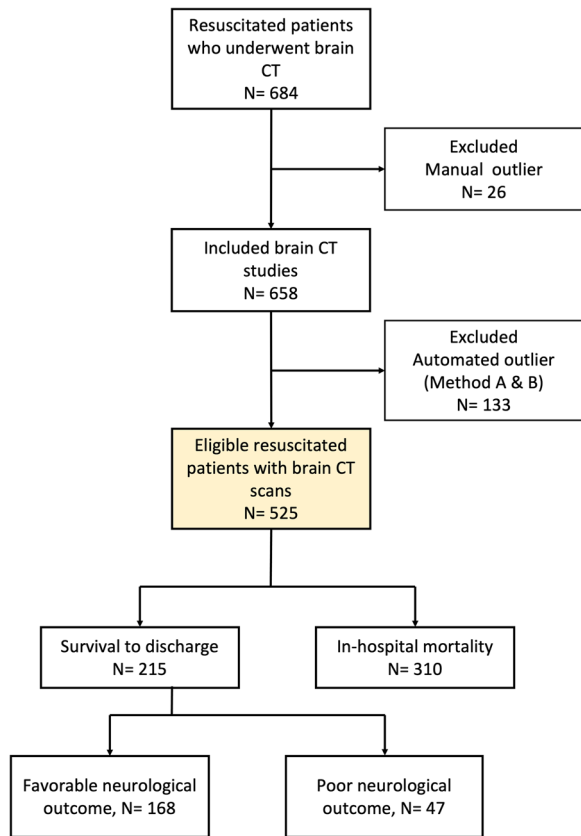 Resuscitated patients
who underwent brain
CT
N= 684
Excluded
Manual outlier
N= 26
Included brain CT
studies
N= 658
Excluded
Automated outlier
(Method A & B)
N= 133
Eligible resuscitated
patients with brain CT
scans
N= 525
Survival to discharge
N= 215
In-hospital mortality
N= 310
Favorable neurological
outcome, N= 168
Poor neurological
outcome, N= 47